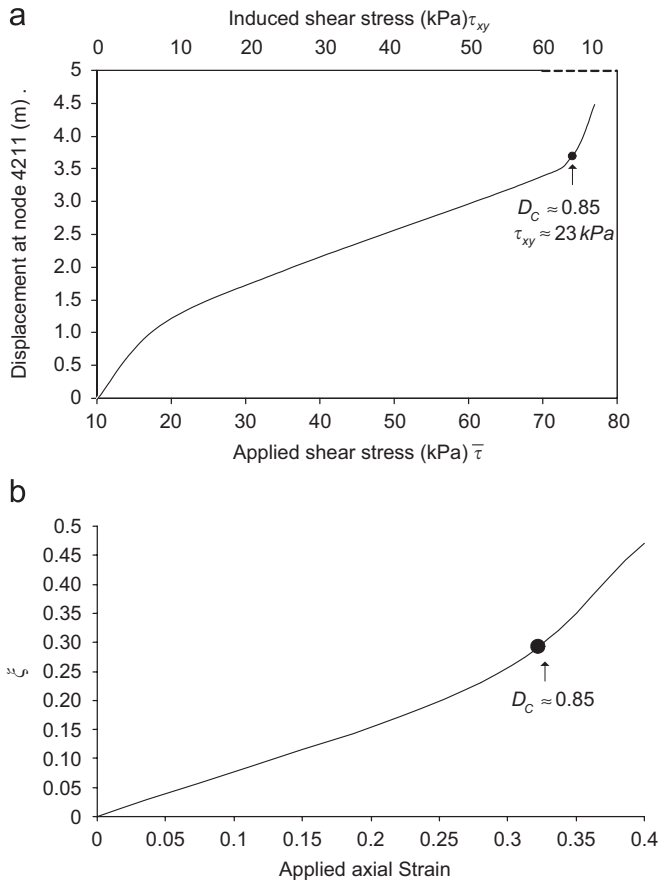 a
Induced shear stress (kPa)τxy
0 10 20 30 40 50 60 10
Displacement at node 4211 (m) .
5
4.5
4.0
3.5
3.0
2.5
2.0
1.5
1.0
0.5
0
DC ≈ 0.85
τxy ≈ 23 kPa
10 20 30 40 50 60 70 80
Applied shear stress (kPa) τ̅
b
ξ
0.5
0.45
0.40
0.35
0.30
0.25
0.20
0.15
0.10
0.05
0
DC ≈ 0.85
0 0.05 0.1 0.15 0.2 0.25 0.3 0.35 0.4
Applied axial Strain